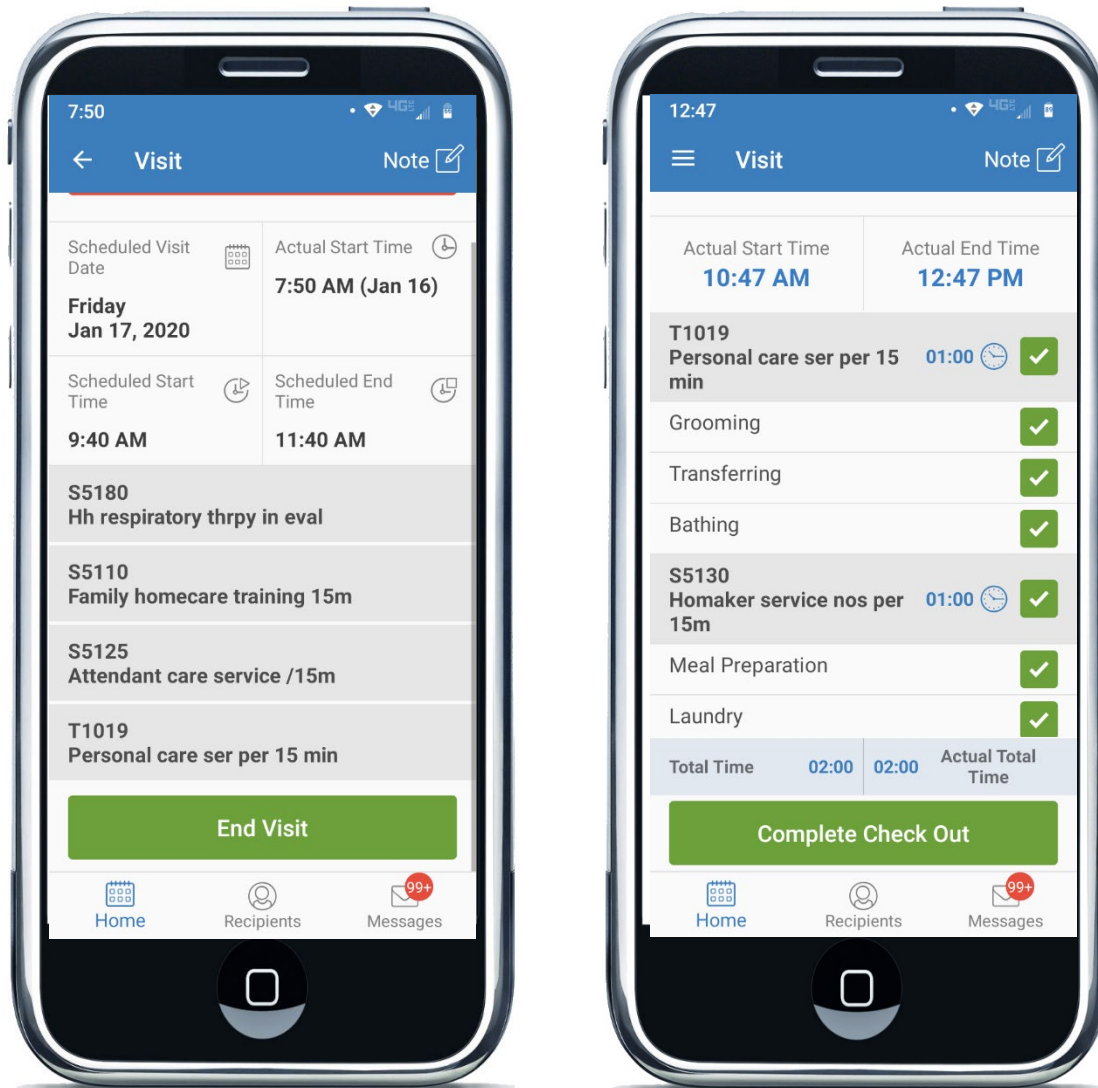 7:50
4G
Visit
Note
Scheduled Visit
Date
Friday
Jan 17, 2020
Actual Start Time
7:50 AM (Jan 16)
Scheduled Start
Time
9:40 AM
Scheduled End
Time
11:40 AM
S5180
Hh respiratory thrpy in eval
S5110
Family homecare training 15m
S5125
Attendant care service /15m
T1019
Personal care ser per 15 min
End Visit
Home
Recipients
99+
Messages
12:47
4G
Visit
Note
Actual Start Time
10:47 AM
Actual End Time
12:47 PM
T1019
Personal care ser per 15
min
01:00
Grooming
Transferring
Bathing
S5130
Homaker service nos per
15m
01:00
Meal Preparation
Laundry
Total Time 02:00
02:00 Actual Total
Time
Complete Check Out
Home
Recipients
99+
Messages